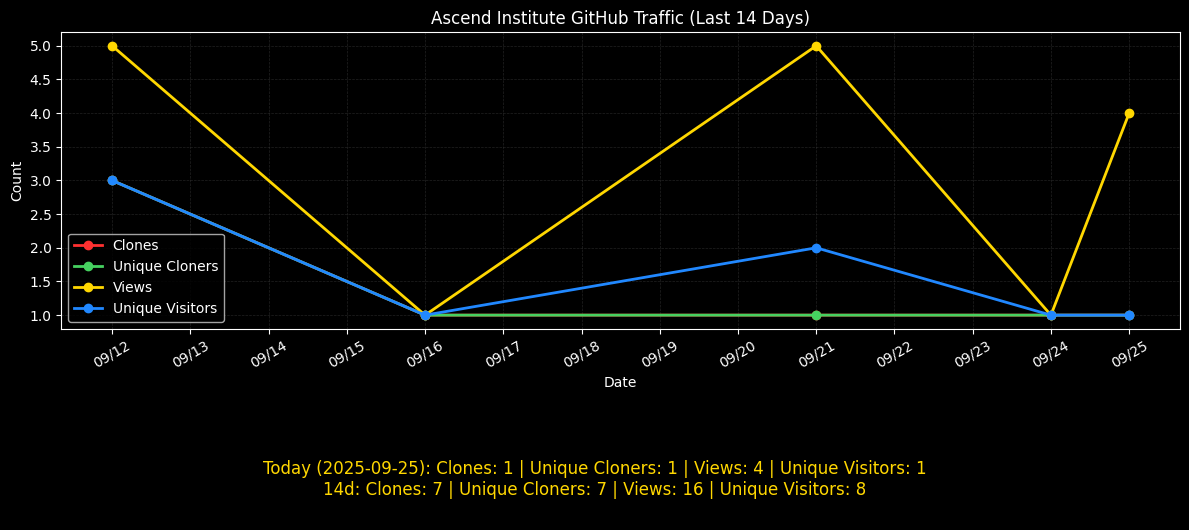 Ascend Institute GitHub Traffic (Last 14 Days)
5.0
4.5
4.0
3.5
3.0
2.5
2.0
1.5
1.0
Count
Clones
Unique Cloners
Views
Unique Visitors
09/12 09/13 09/14 09/15 09/16 09/17 09/18 09/19 09/20 09/21 09/22 09/23 09/24 09/25
Date
Today (2025-09-25): Clones: 1 | Unique Cloners: 1 | Views: 4 | Unique Visitors: 1
14d: Clones: 7 | Unique Cloners: 7 | Views: 16 | Unique Visitors: 8